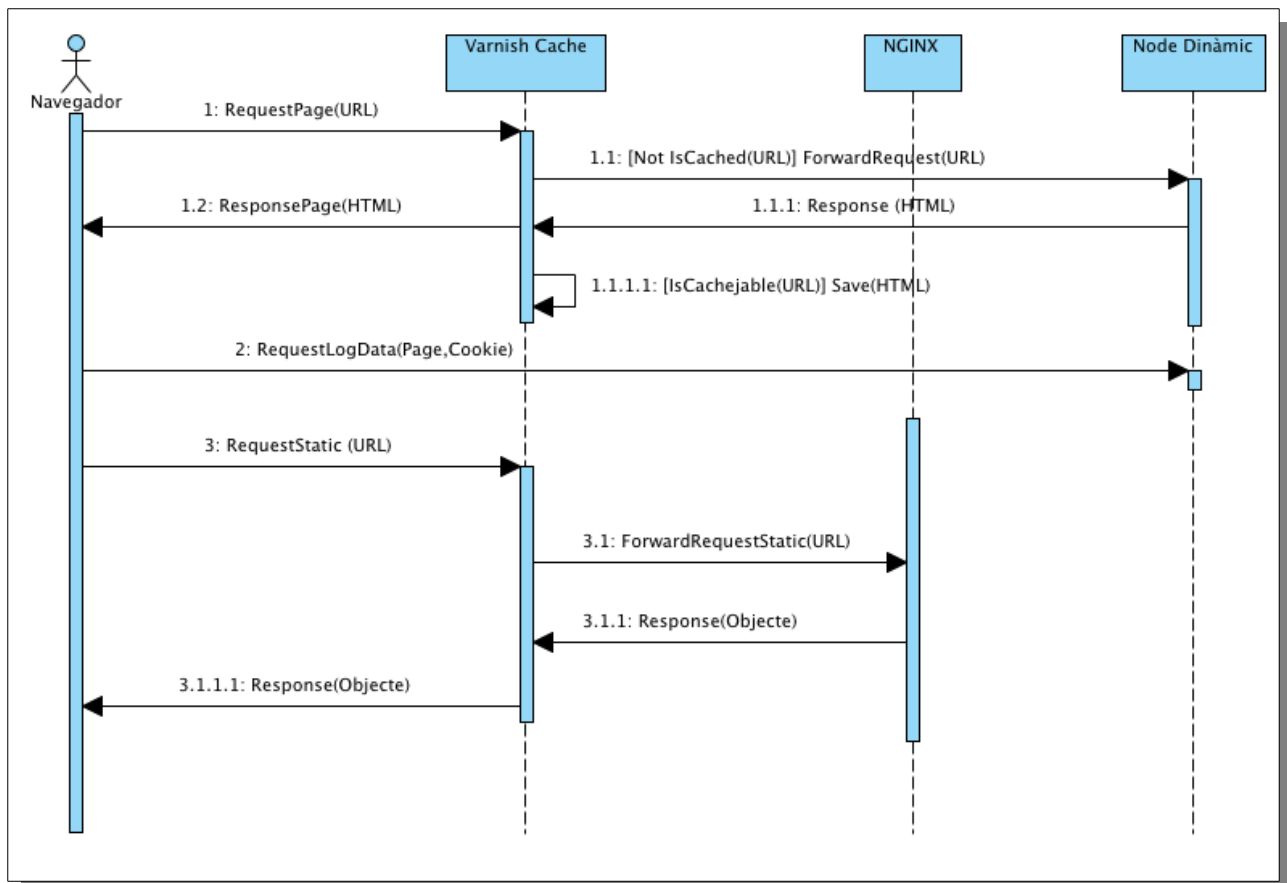 Varnish Cache
NGINX
Node Dinàmic
Navegador
1: RequestPage(URL)
1.1: [Not IsCached(URL)] ForwardRequest(URL)
1.2: ResponsePage(HTML)
1.1.1: Response (HTML)
1.1.1.1: [IsCachejable(URL)] Save(HTML)
2: RequestLogData(Page,Cookie)
3: RequestStatic (URL)
3.1: ForwardRequestStatic(URL)
3.1.1: Response(Objecte)
3.1.1.1: Response(Objecte)